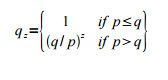 q_z = { 1 if p ≤ q
(q/p)^z if p > q }